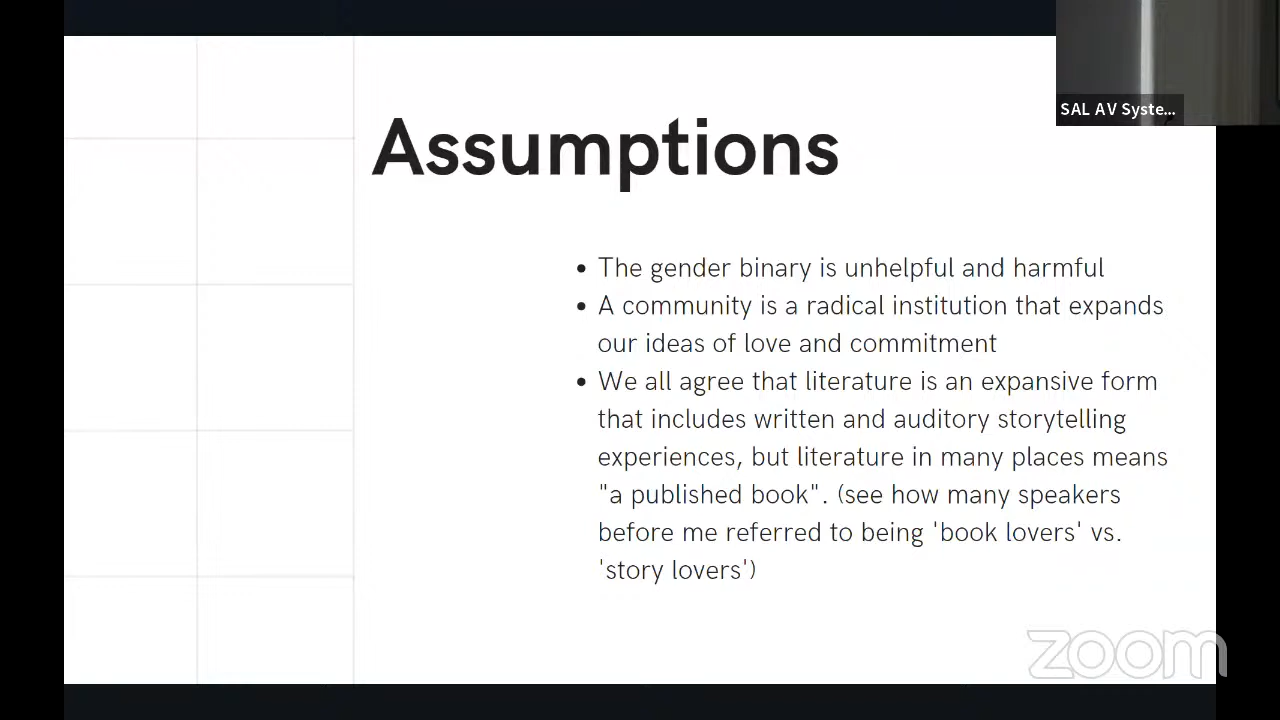 SAL AV Syste...
Assumptions
• The gender binary is unhelpful and harmful
• A community is a radical institution that expands
our ideas of love and commitment
• We all agree that literature is an expansive form
that includes written and auditory storytelling
experiences, but literature in many places means
"a published book". (see how many speakers
before me referred to being 'book lovers' vs.
'story lovers')
zoom